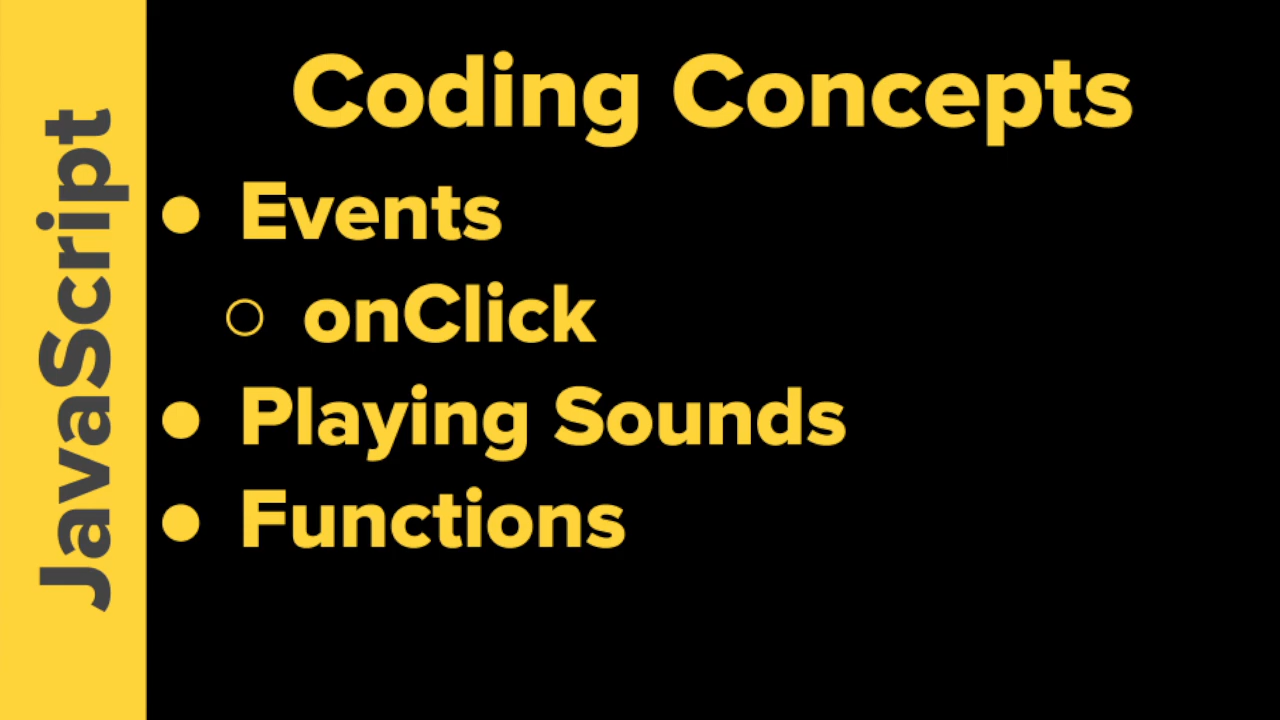 JavaScript
Coding Concepts
● Events
○ onClick
● Playing Sounds
● Functions